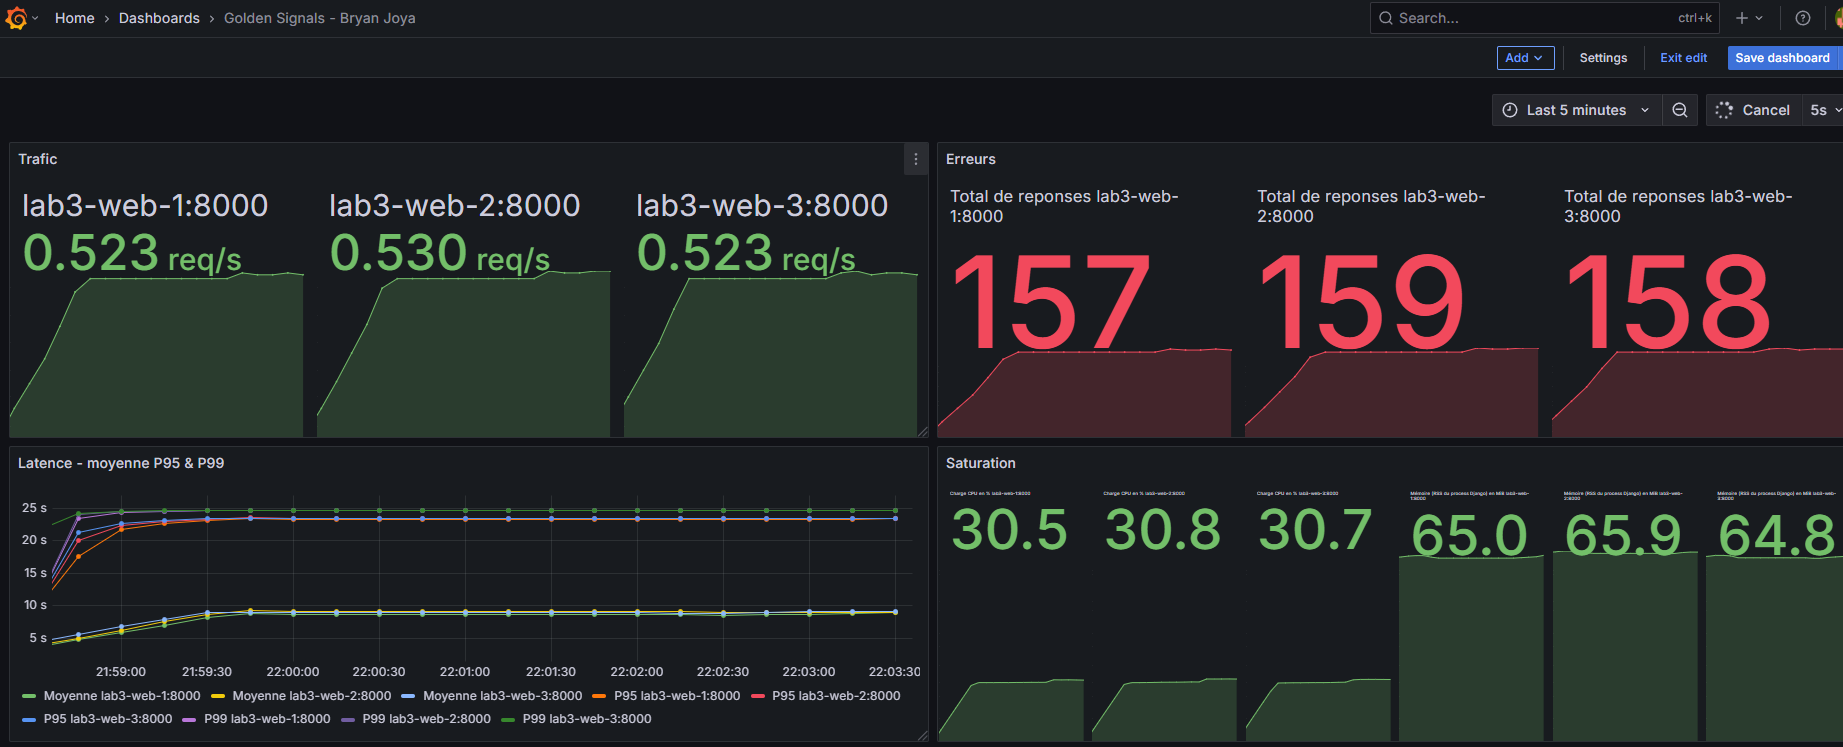 Home › Dashboards › Golden Signals - Bryan Joya
Search... ctrl+k
Add Settings Exit edit Save dashboard
Last 5 minutes Cancel 5s
Trafic
lab3-web-1:8000 lab3-web-2:8000 lab3-web-3:8000
0.523 req/s 0.530 req/s 0.523 req/s
Erreurs
Total de reponses lab3-web-
1:8000
Total de reponses lab3-web-
2:8000
Total de reponses lab3-web-
3:8000
157 159 158
Latence - moyenne P95 & P99
25 s
20 s
15 s
10 s
5 s
21:59:00 21:59:30 22:00:00 22:00:30 22:01:00 22:01:30 22:02:00 22:02:30 22:03:00 22:03:30
Moyenne lab3-web-1:8000 Moyenne lab3-web-2:8000 Moyenne lab3-web-3:8000 P95 lab3-web-1:8000 P95 lab3-web-2:8000
P95 lab3-web-3:8000 P99 lab3-web-1:8000 P99 lab3-web-2:8000 P99 lab3-web-3:8000
Saturation
Charge CPU en % lab3-web-1:8000
Charge CPU en % lab3-web-2:8000
Charge CPU en % lab3-web-3:8000
Mémoire (RSS du process Django) en MiB lab3-web-
1:8000
Mémoire (RSS du process Django) en MiB lab3-web-
2:8000
Mémoire (RSS du process Django) en MiB lab3-web-
3:8000
30.5 30.8 30.7 65.0 65.9 64.8